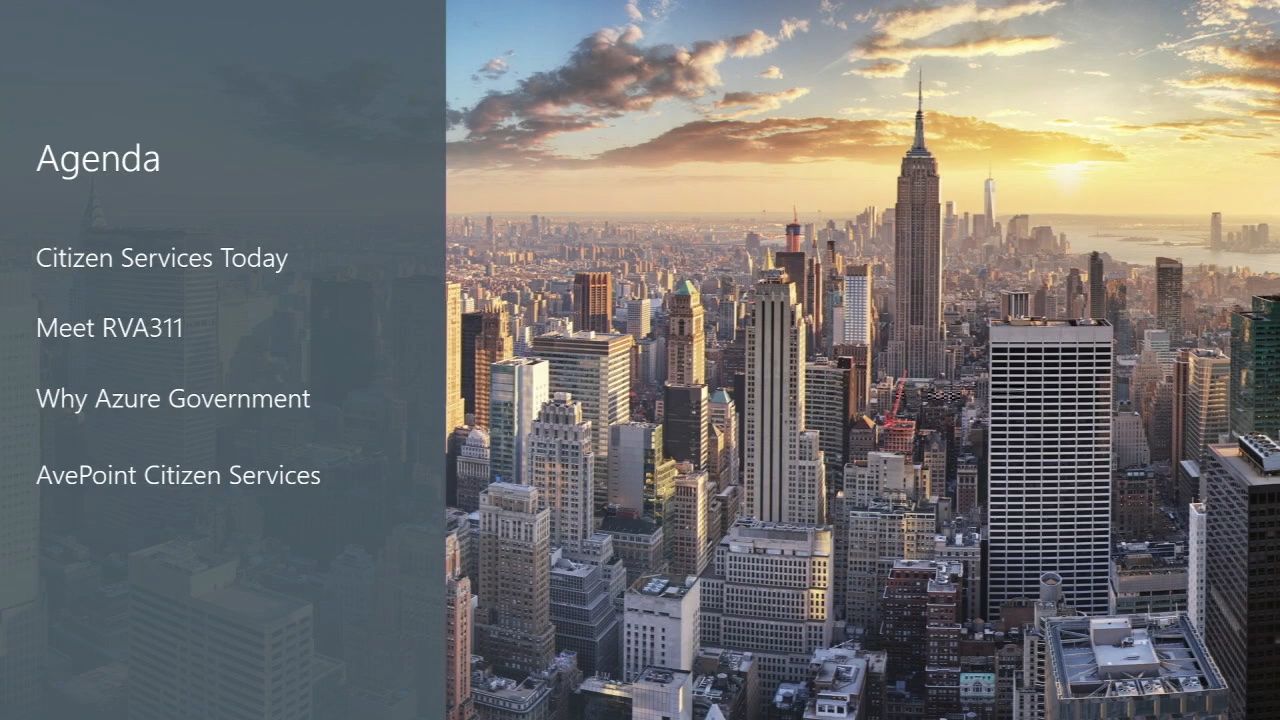 Agenda
Citizen Services Today
Meet RVA311
Why Azure Government
AvePoint Citizen Services